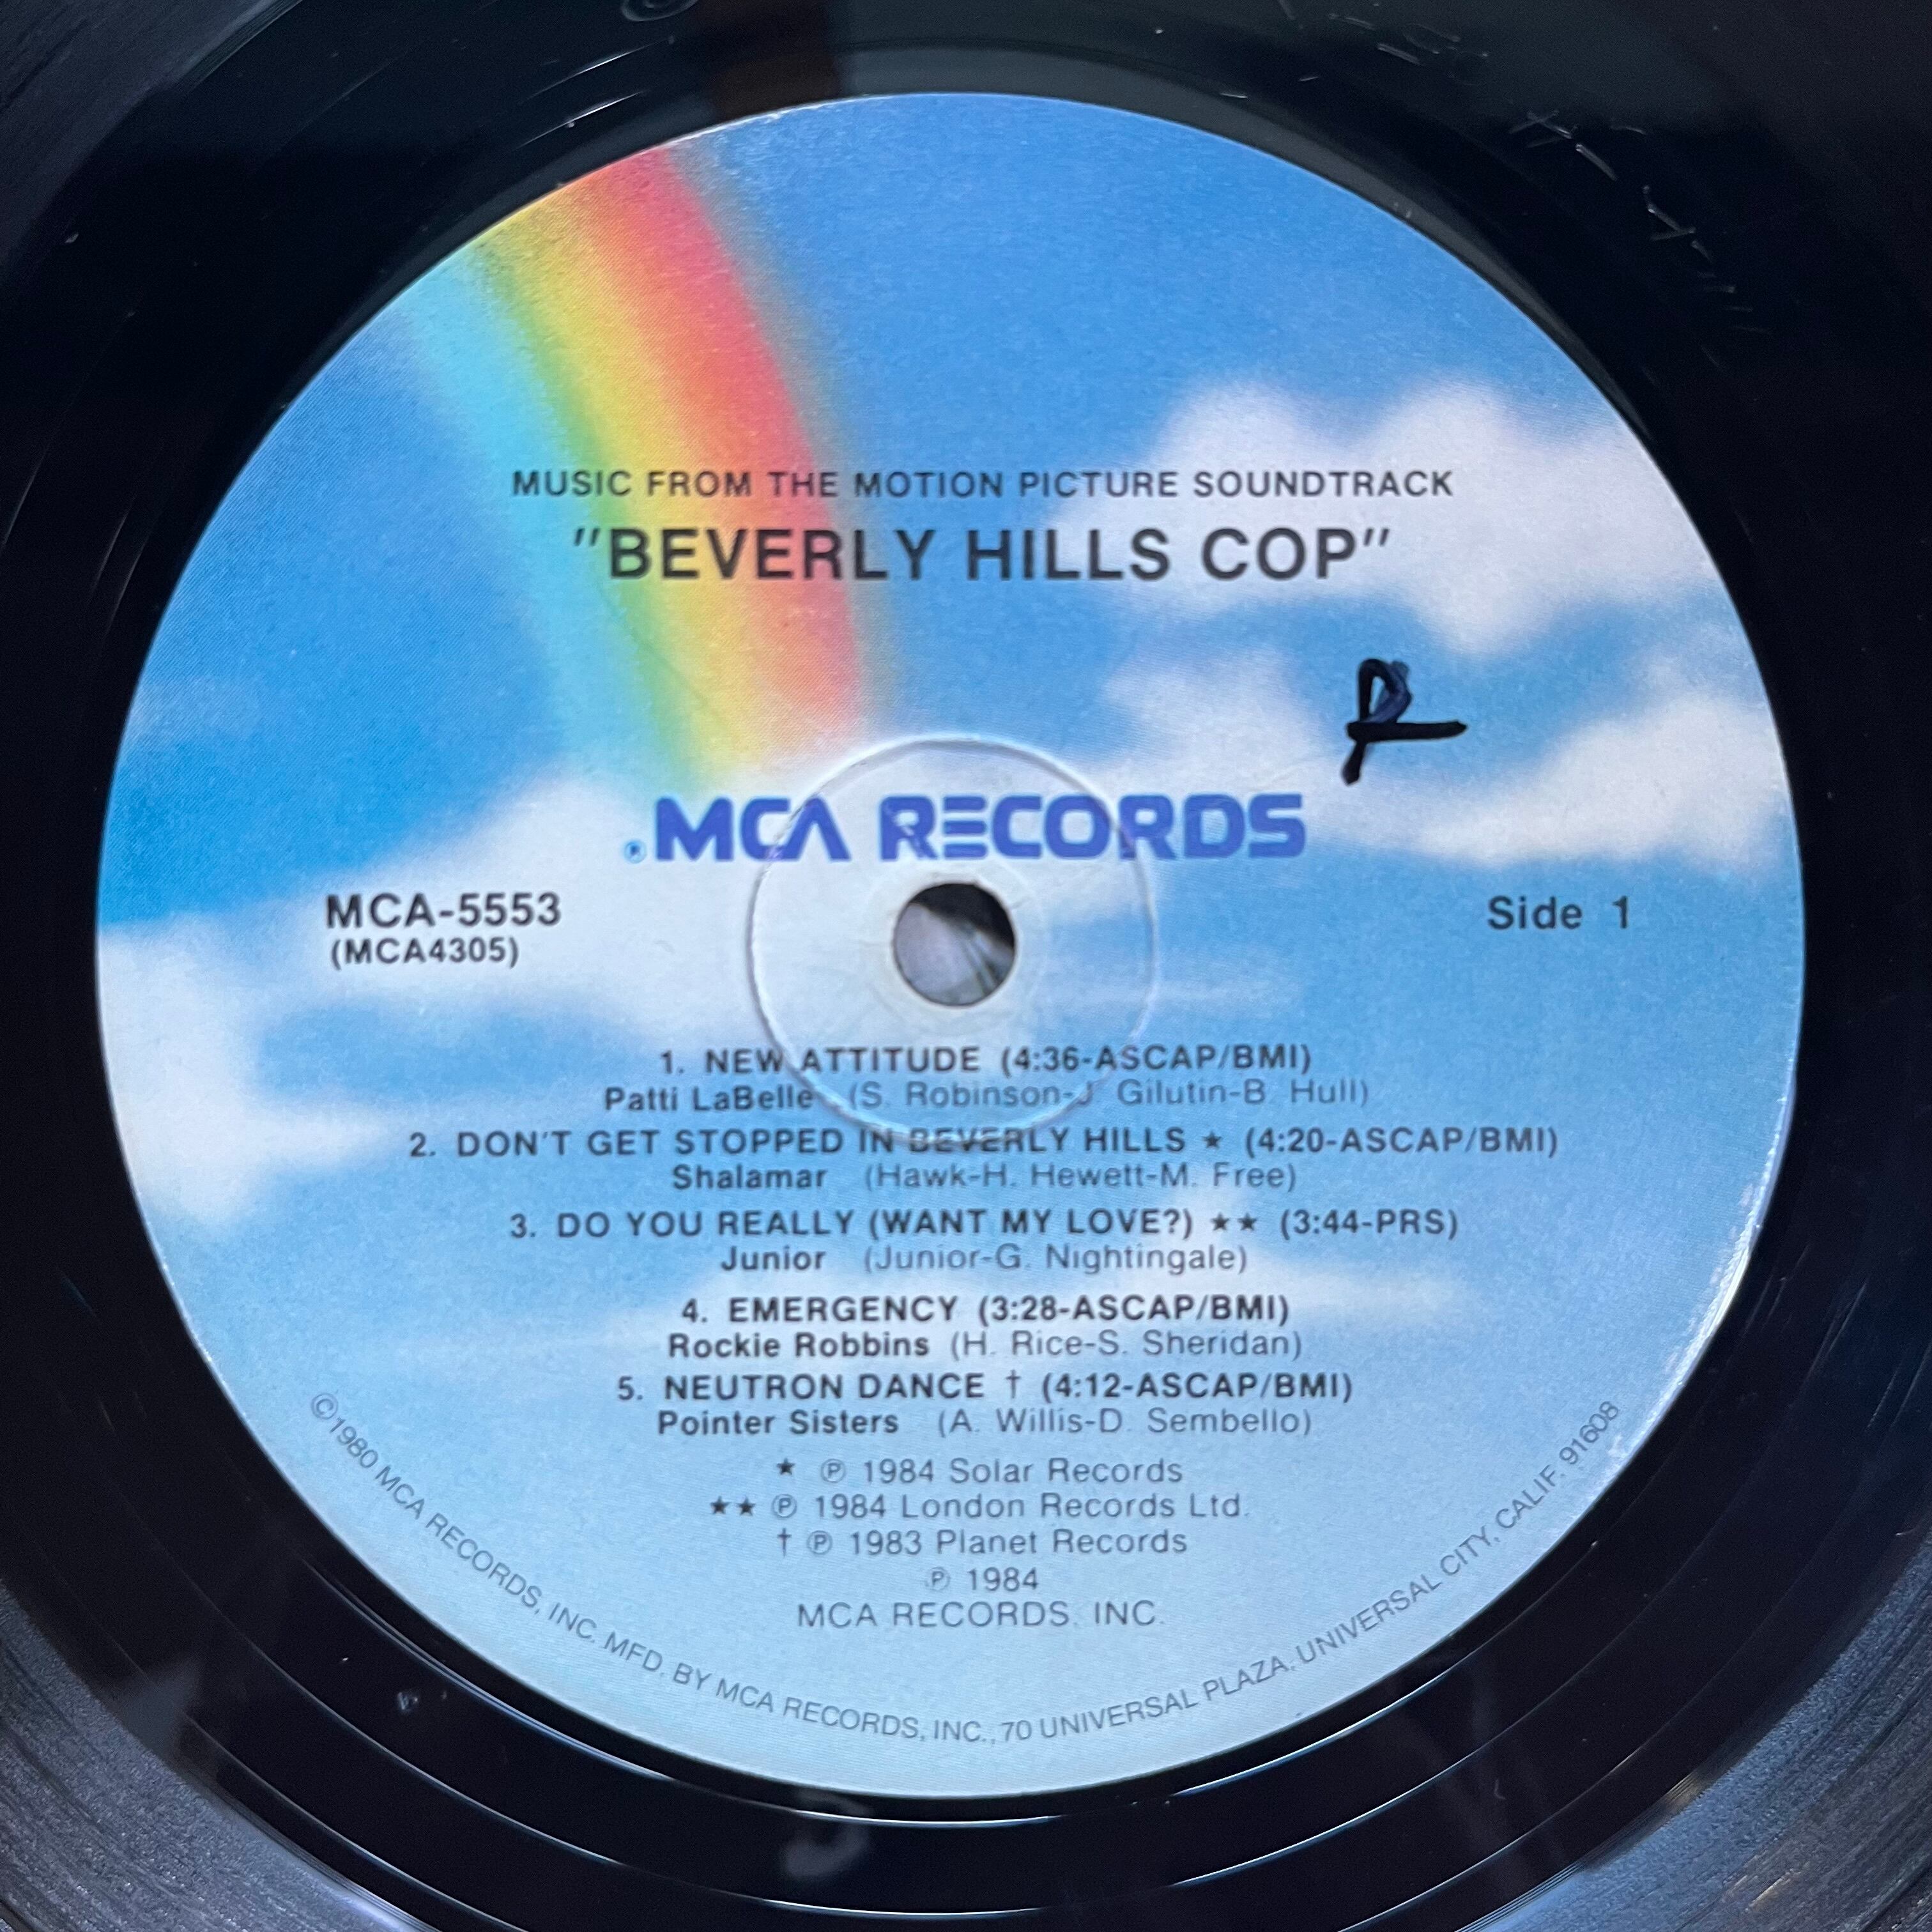 MUSIC FROM THE MOTION PICTURE SOUNDTRACK
"BEVERLY HILLS COP"
® MCA RECORDS
MCA-5553
(MCA4305)
Side 1
1. NEW ATTITUDE (4:36-ASCAP/BMI)
Patti LaBelle (S. Robinson-J. Gilutin-B. Hull)
2. DON'T GET STOPPED IN BEVERLY HILLS ★ (4:20-ASCAP/BMI)
Shalamar (Hawk-H. Hewett-M. Free)
3. DO YOU REALLY (WANT MY LOVE?) ★★ (3:44-PRS)
Junior (Junior-G. Nightingale)
4. EMERGENCY (3:28-ASCAP/BMI)
Rockie Robbins (H. Rice-S. Sheridan)
5. NEUTRON DANCE † (4:12-ASCAP/BMI)
Pointer Sisters (A. Willis-D. Sembello)
★ ℗ 1984 Solar Records
★★ ℗ 1984 London Records Ltd.
† ℗ 1983 Planet Records
℗ 1984
MCA RECORDS, INC.
©1980 MCA RECORDS, INC. MFD. BY MCA RECORDS, INC., 70 UNIVERSAL PLAZA, UNIVERSAL CITY, CALIF. 91608